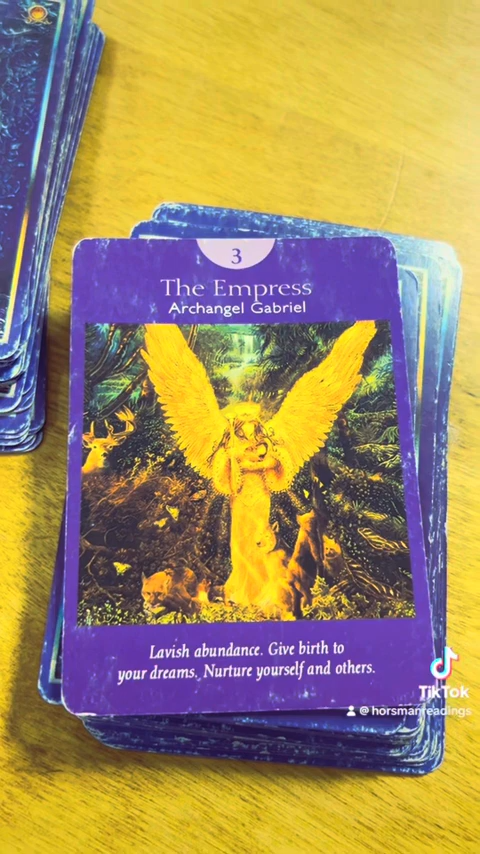 3
The Empress
Archangel Gabriel
Lavish abundance. Give birth to
your dreams. Nurture yourself and others.
TikTok
@horsmanreadings